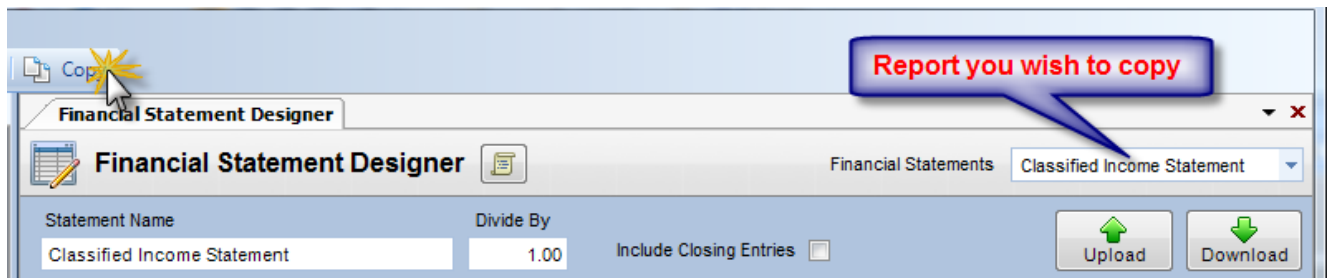 Copy
Report you wish to copy
Financial Statement Designer
Financial Statement Designer
Financial Statements
Classified Income Statement
Statement Name
Divide By
Classified Income Statement
1.00
Include Closing Entries
Upload
Download